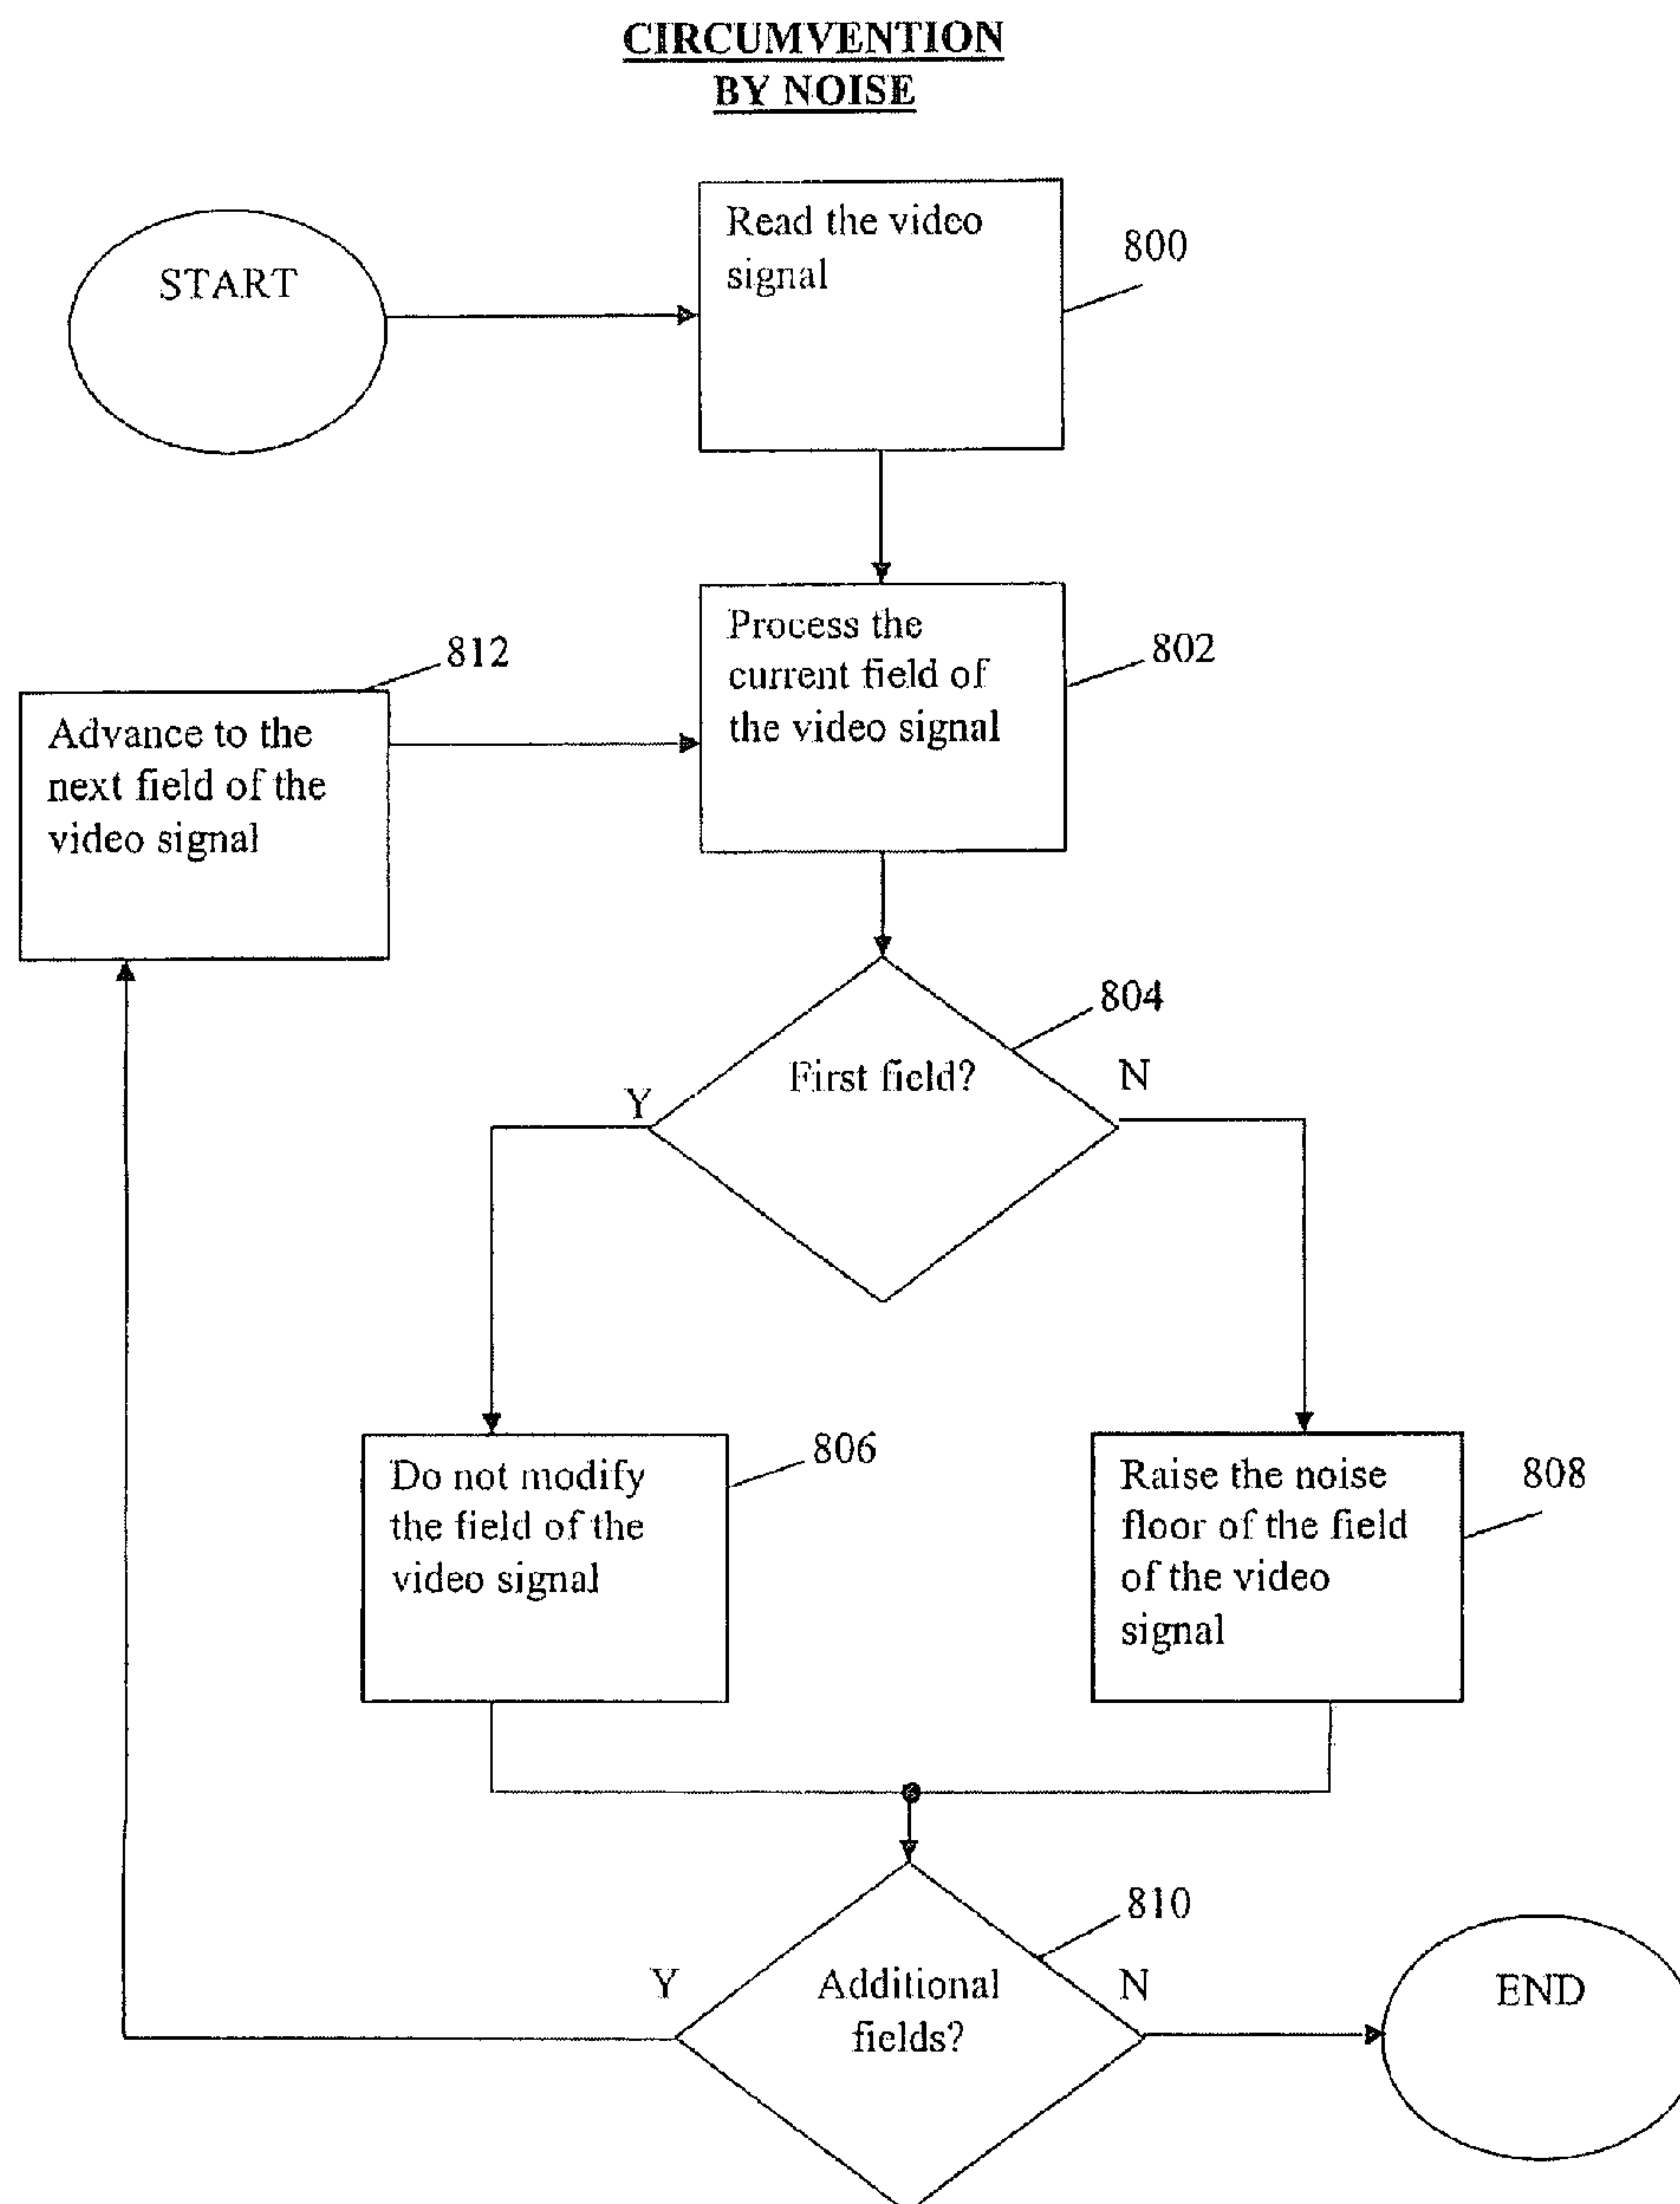 CIRCUMVENTION
BY NOISE
START
Read the video
signal
800
Process the
current field of
the video signal
802
812
Advance to the
next field of the
video signal
804
First field?
Y
N
806
Do not modify
the field of the
video signal
Raise the noise
floor of the field
of the video
signal
808
810
Additional
fields?
Y
N
END